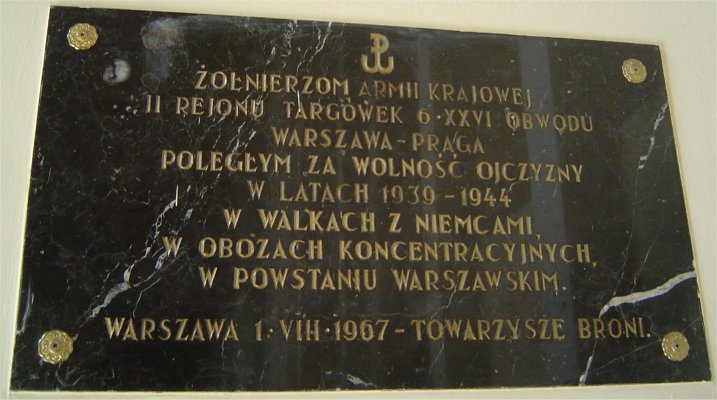 ŻOŁNIERZOM ARMII KRAJOWEJ
II REJONU TARGÓWEK 6·XXVI OBWODU
WARSZAWA-PRAGA
POLEGŁYM ZA WOLNOŚĆ OJCZYZNY
W LATACH 1939-1944
W WALKACH Z NIEMCAMI,
W OBOZACH KONCENTRACYJNYCH,
W POWSTANIU WARSZAWSKIM.
WARSZAWA 1·VIII·1967-TOWARZYSZE BRONI.